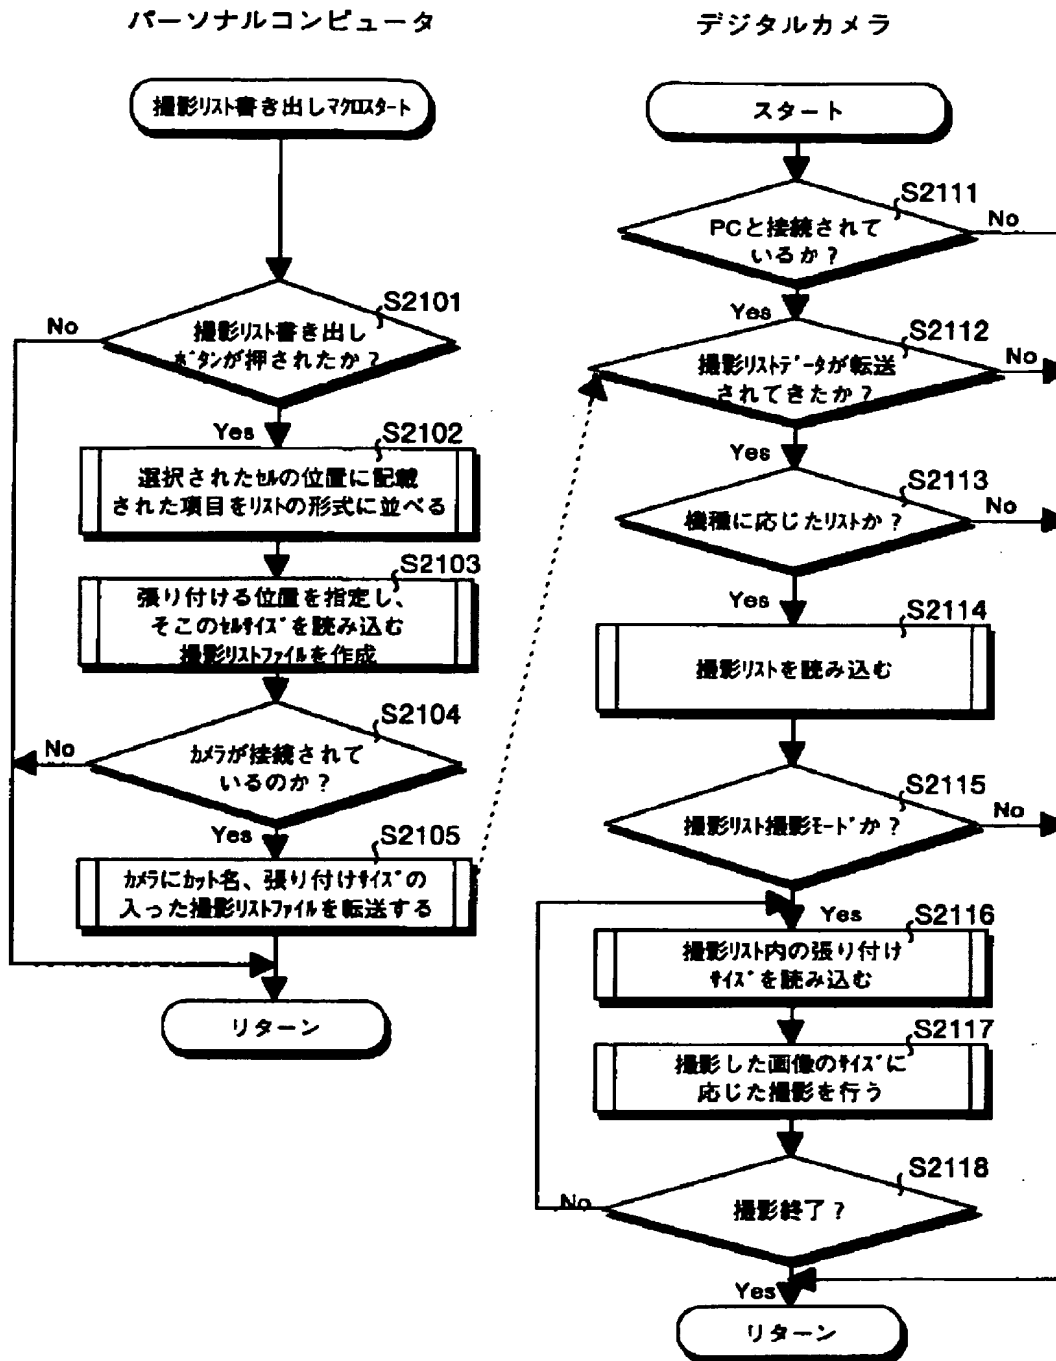 パーソナルコンピュータ
撮影ﾘｽﾄ書き出しﾏｸﾛｽﾀｰﾄ
S2101
撮影ﾘｽﾄ書き出し
ﾎﾞﾀﾝが押されたか？
No
Yes
S2102
選択されたｾﾙの位置に記載
された項目をﾘｽﾄの形式に並べる
S2103
張り付ける位置を指定し、
そこのｾﾙｻｲｽﾞを読み込む
撮影ﾘｽﾄﾌｧｲﾙを作成
S2104
ｶﾒﾗが接続されて
いるのか？
No
Yes
S2105
ｶﾒﾗにｶｯﾄ名、張り付けｻｲｽﾞの
入った撮影ﾘｽﾄﾌｧｲﾙを転送する
リターン
デジタルカメラ
スタート
S2111
PCと接続されて
いるか？
No
Yes
S2112
撮影ﾘｽﾄﾃﾞｰﾀが転送
されてきたか？
No
Yes
S2113
機種に応じたﾘｽﾄか？
No
Yes
S2114
撮影ﾘｽﾄを読み込む
S2115
撮影ﾘｽﾄ撮影ﾓｰﾄﾞか？
No
Yes
S2116
撮影ﾘｽﾄ内の張り付け
ｻｲｽﾞを読み込む
S2117
撮影した画像のｻｲｽﾞに
応じた撮影を行う
S2118
撮影終了？
No
Yes
リターン